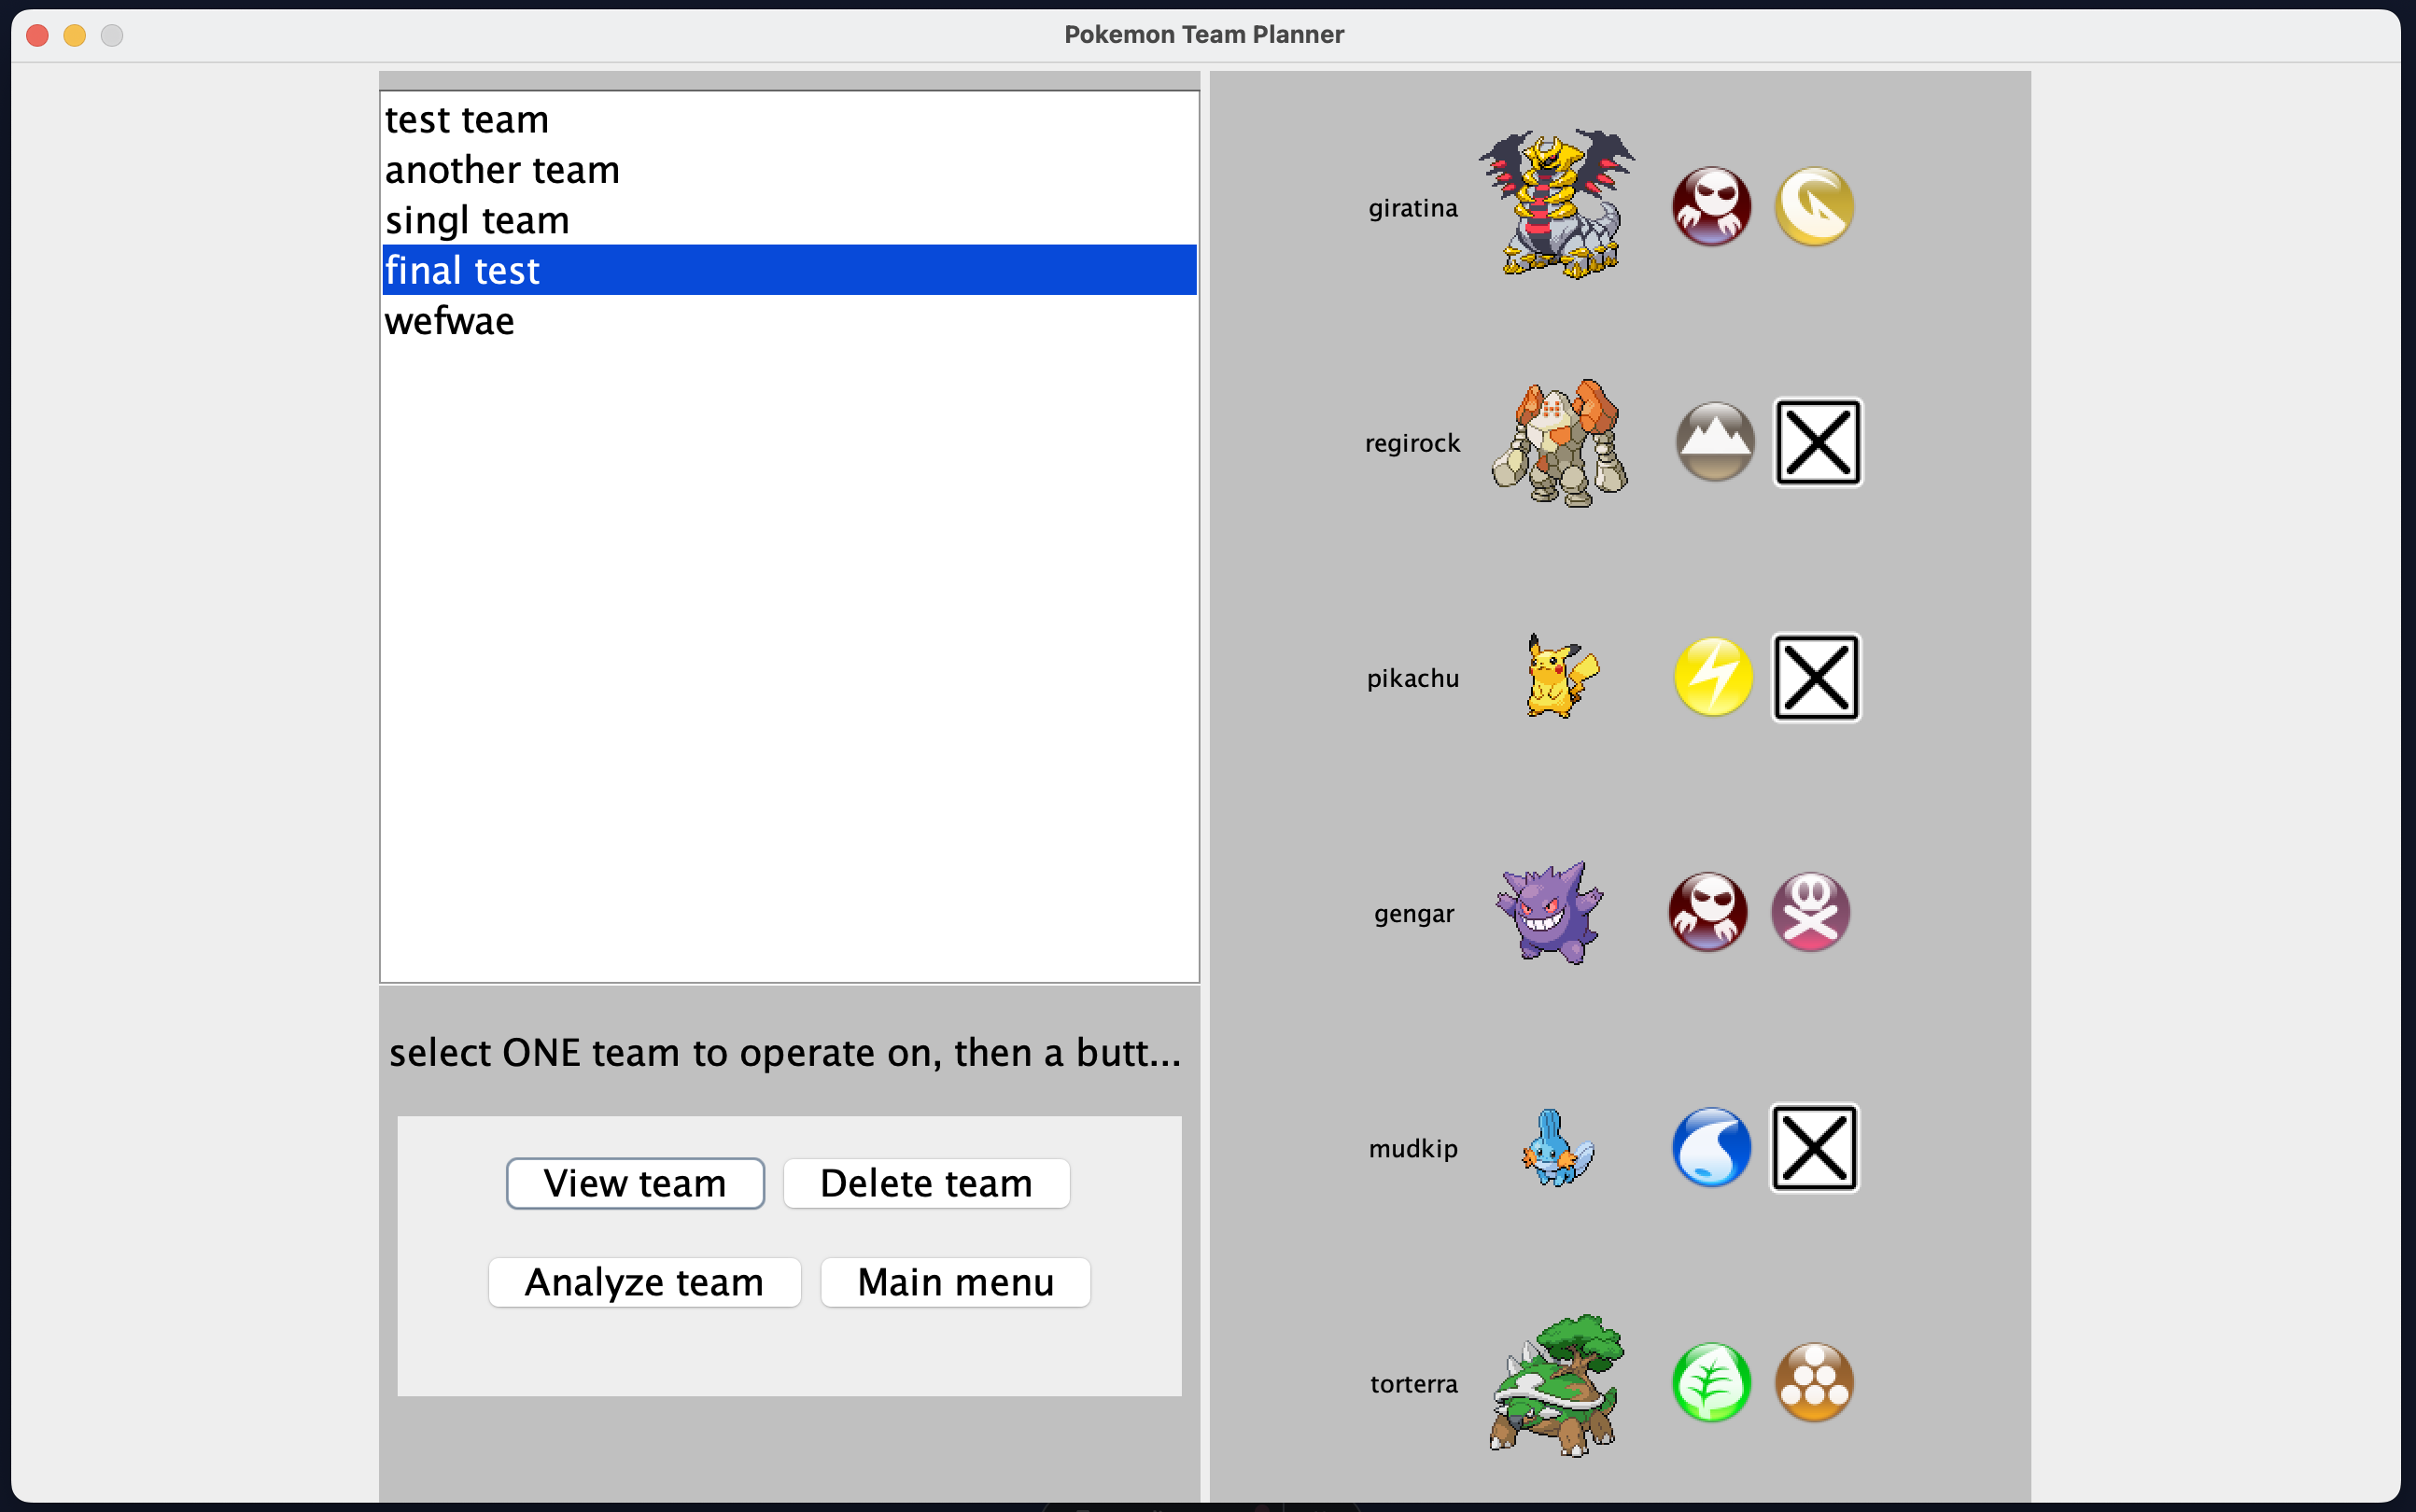 Pokemon Team Planner
test team
another team
singl team
final test
wefwae
select ONE team to operate on, then a butt...
View team
Delete team
Analyze team
Main menu
giratina
regirock
pikachu
gengar
mudkip
torterra